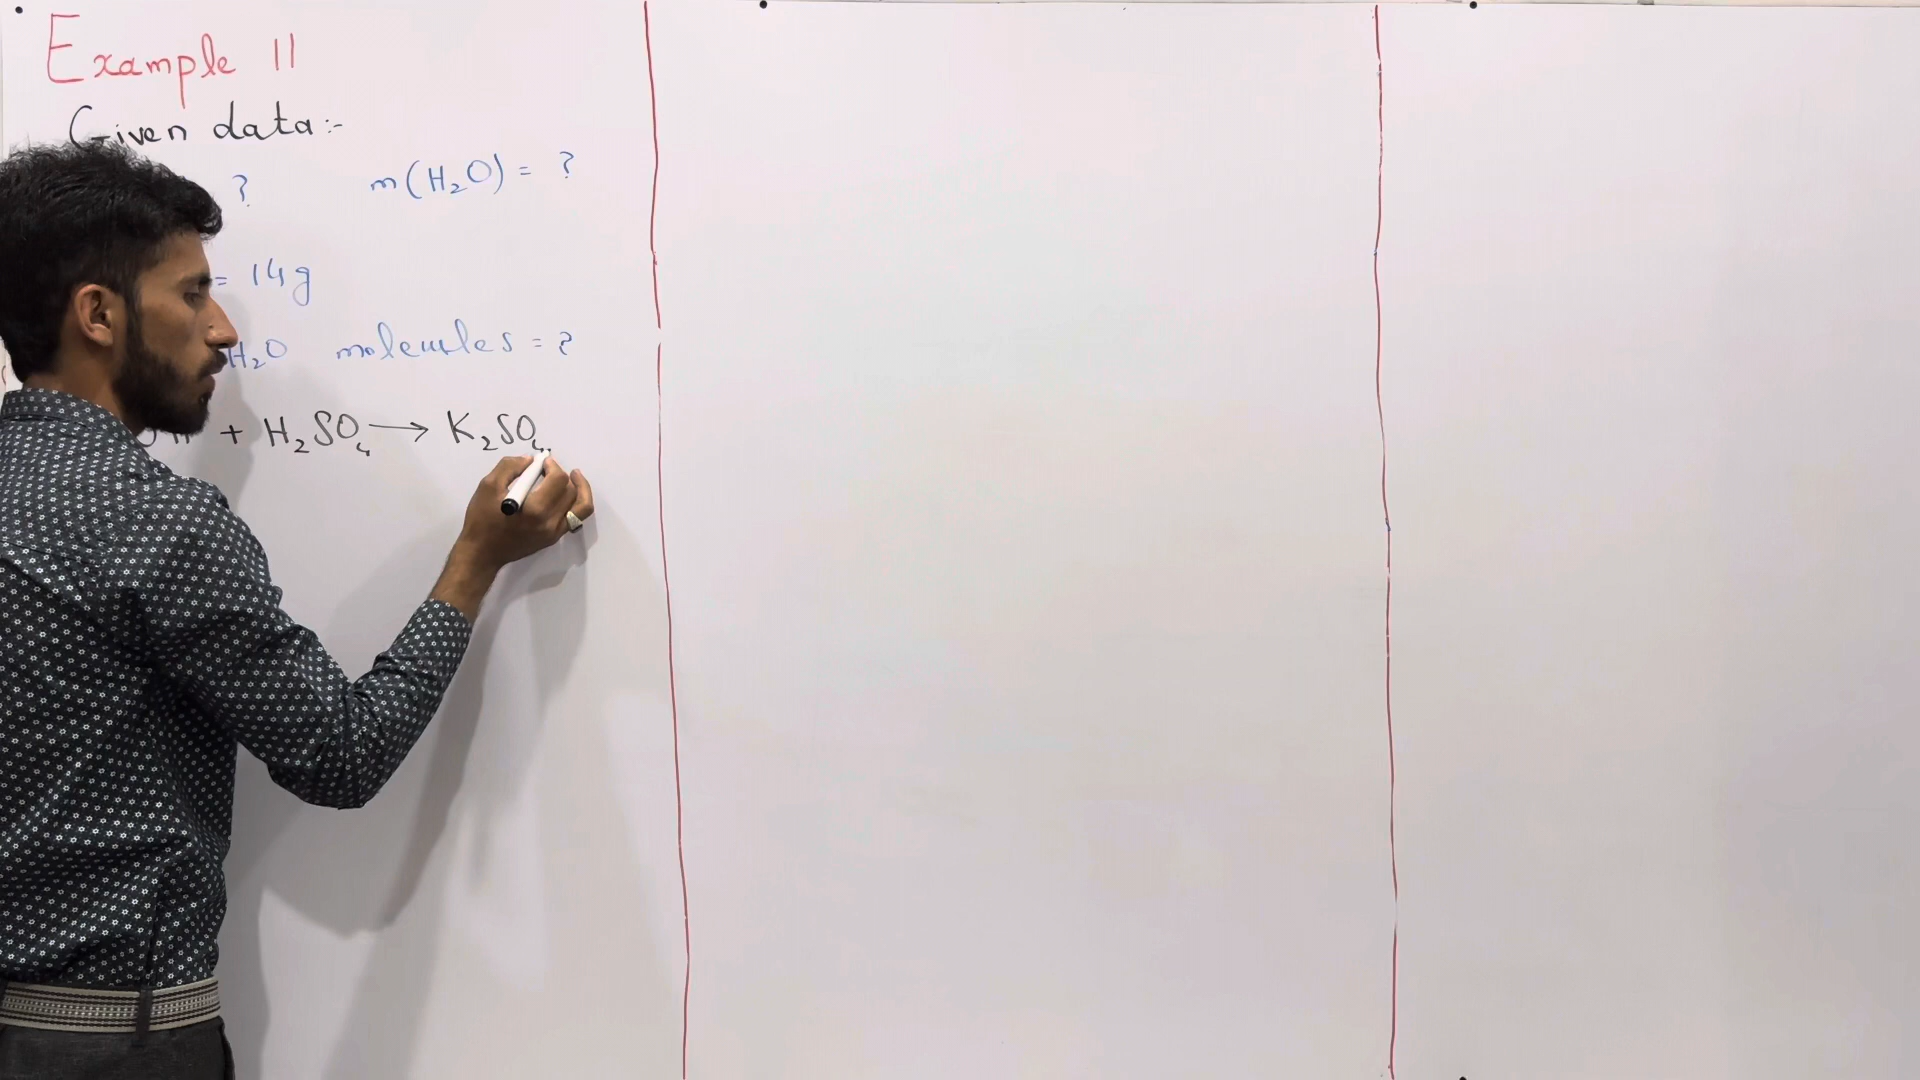 Example 11
Given data:-
? m(H₂O) = ?
= 14g
H₂O molecules = ?
+ H₂SO₄ → K₂SO₄